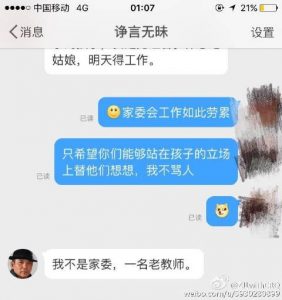 中国移动 4G 01:07 21%
消息 诤言无昧 设置
姑娘，明天得工作。
家委会工作如此劳累
已读
只希望你们能够站在孩子的立场
上替他们想想，我不骂人
已读
已读
我不是家委，一名老教师。